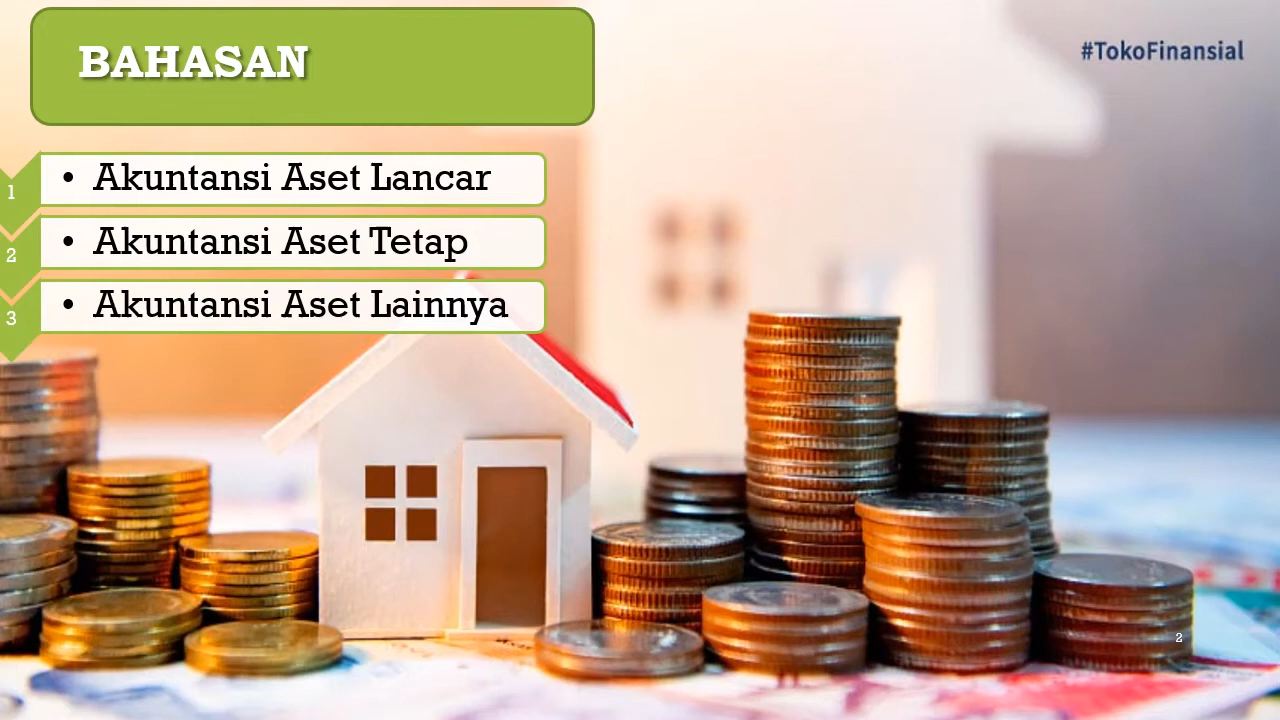 BAHASAN
#TokoFinansial
1
• Akuntansi Aset Lancar
2
• Akuntansi Aset Tetap
3
• Akuntansi Aset Lainnya
2